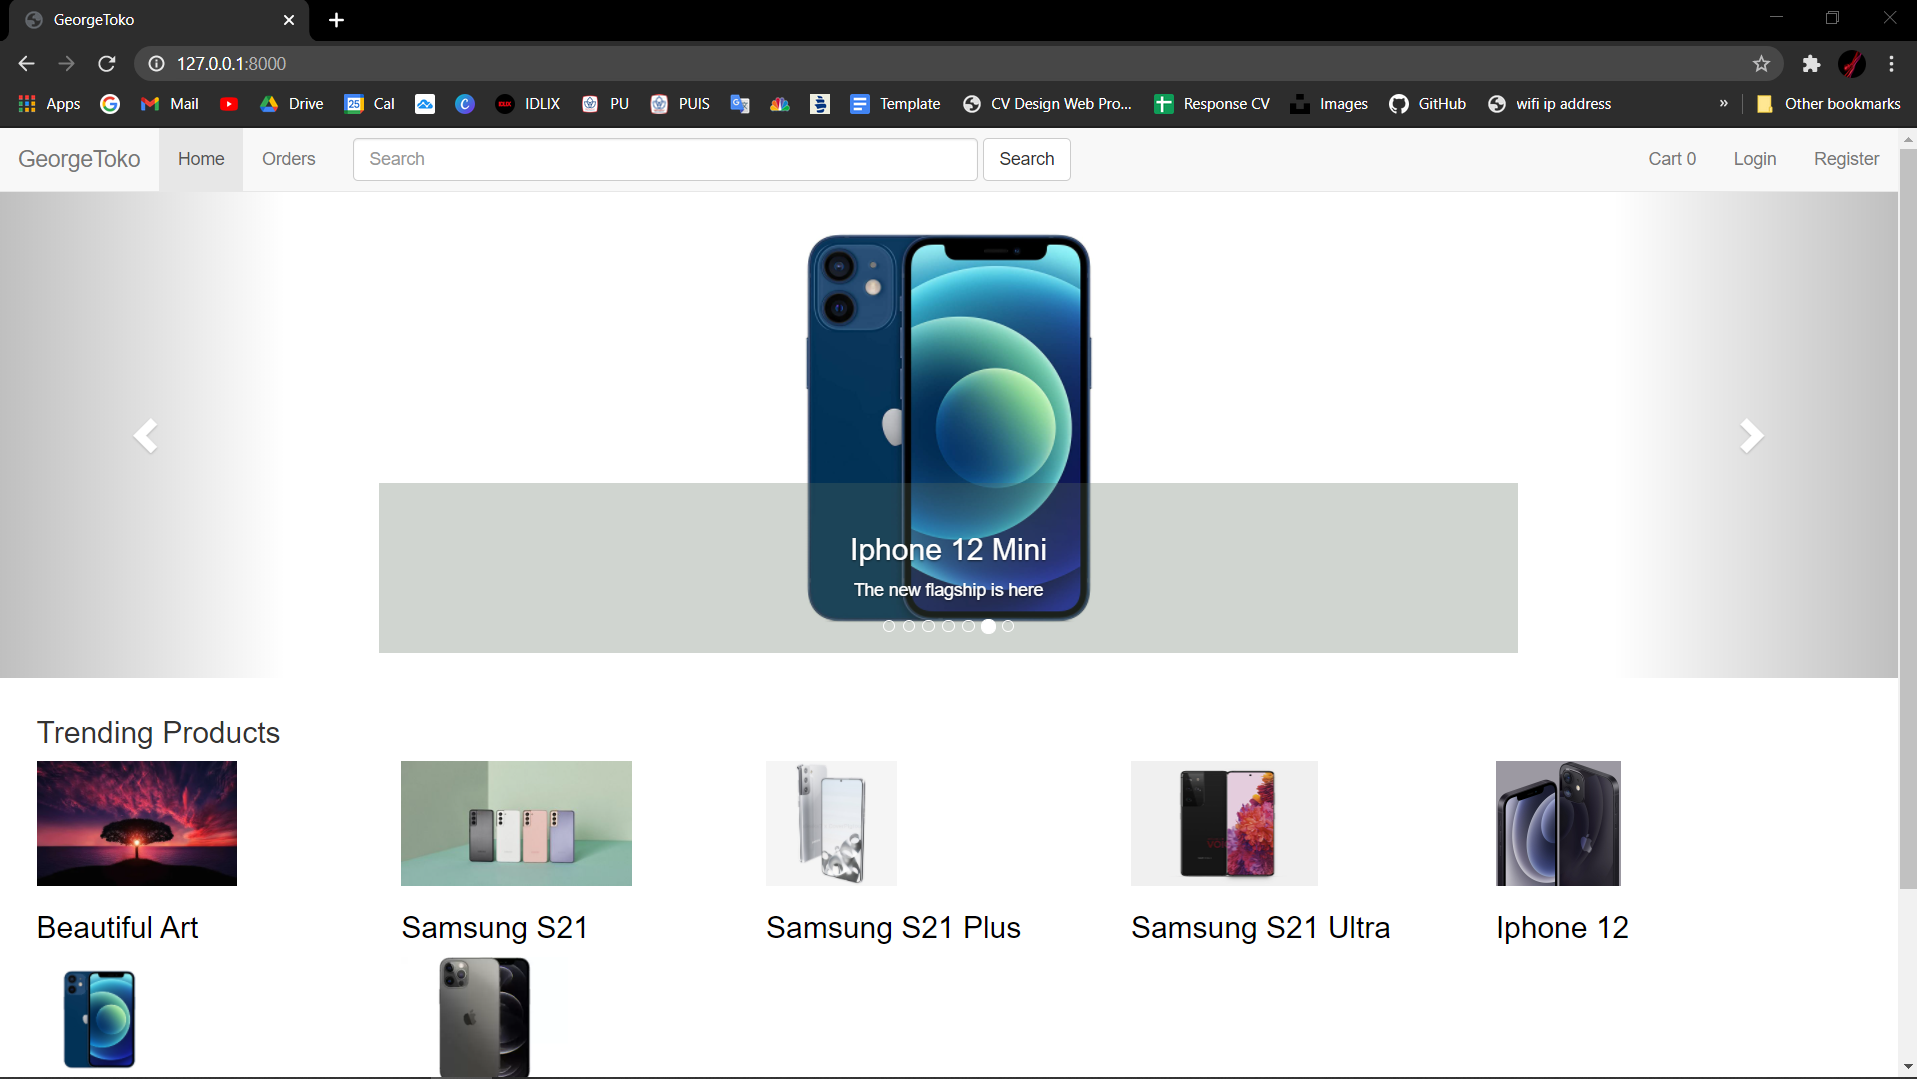 GeorgeToko
127.0.0.1:8000
Apps Mail Drive 25 Cal C IDLIX PU PUIS Template CV Design Web Pro... Response CV Images GitHub wifi ip address » Other bookmarks
GeorgeToko Home Orders Search Search Cart 0 Login Register
Iphone 12 Mini
The new flagship is here
Trending Products
Beautiful Art Samsung S21 Samsung S21 Plus Samsung S21 Ultra Iphone 12